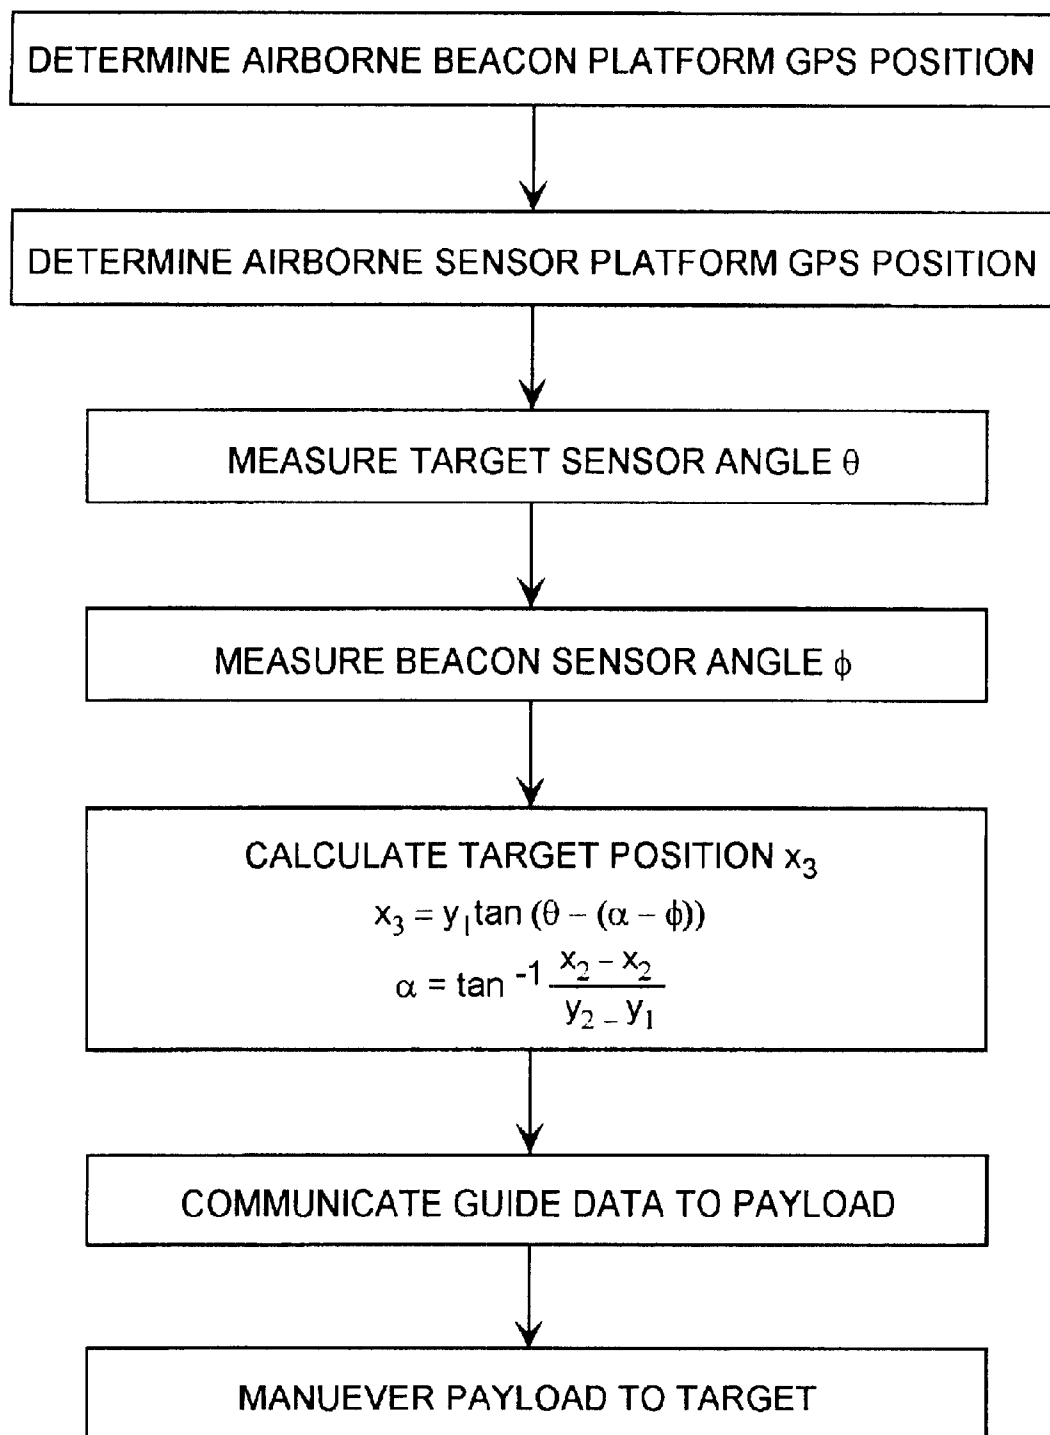 DETERMINE AIRBORNE BEACON PLATFORM GPS POSITION
DETERMINE AIRBORNE SENSOR PLATFORM GPS POSITION
MEASURE TARGET SENSOR ANGLE θ
MEASURE BEACON SENSOR ANGLE ϕ
CALCULATE TARGET POSITION x₃
x₃ = y₁tan (θ – (α – ϕ))
α = tan ⁻¹ (x₂ – x₂)/(y₂ – y₁)
COMMUNICATE GUIDE DATA TO PAYLOAD
MANUEVER PAYLOAD TO TARGET